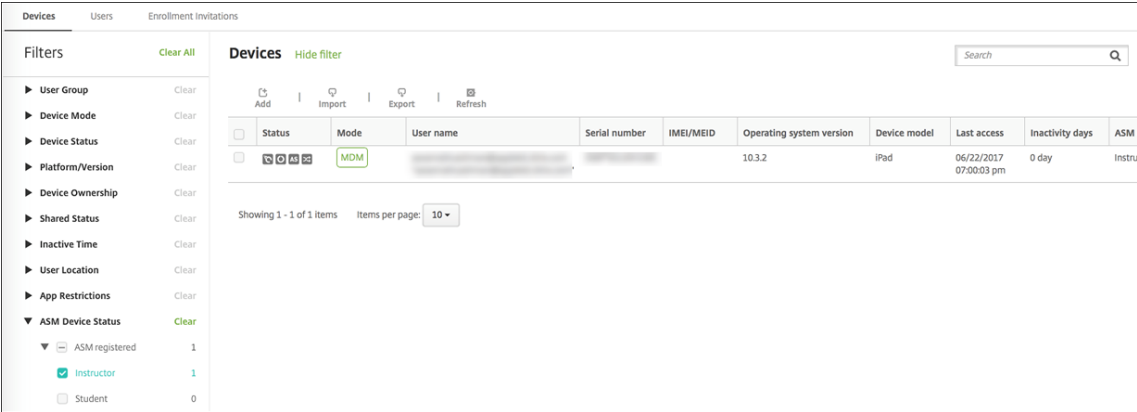 Devices Users Enrollment Invitations
Filters Clear All
User Group Clear
Device Mode Clear
Device Status Clear
Platform/Version Clear
Device Ownership Clear
Shared Status Clear
Inactive Time Clear
User Location Clear
App Restrictions Clear
ASM Device Status Clear
ASM registered 1
Instructor 1
Student 0
Devices Hide filter
Search
Add | Import | Export | Refresh
Status Mode User name Serial number IMEI/MEID Operating system version Device model Last access Inactivity days ASM
AS MDM 10.3.2 iPad 06/22/2017 0 day Instru
07:00:03 pm
Showing 1 - 1 of 1 items Items per page: 10